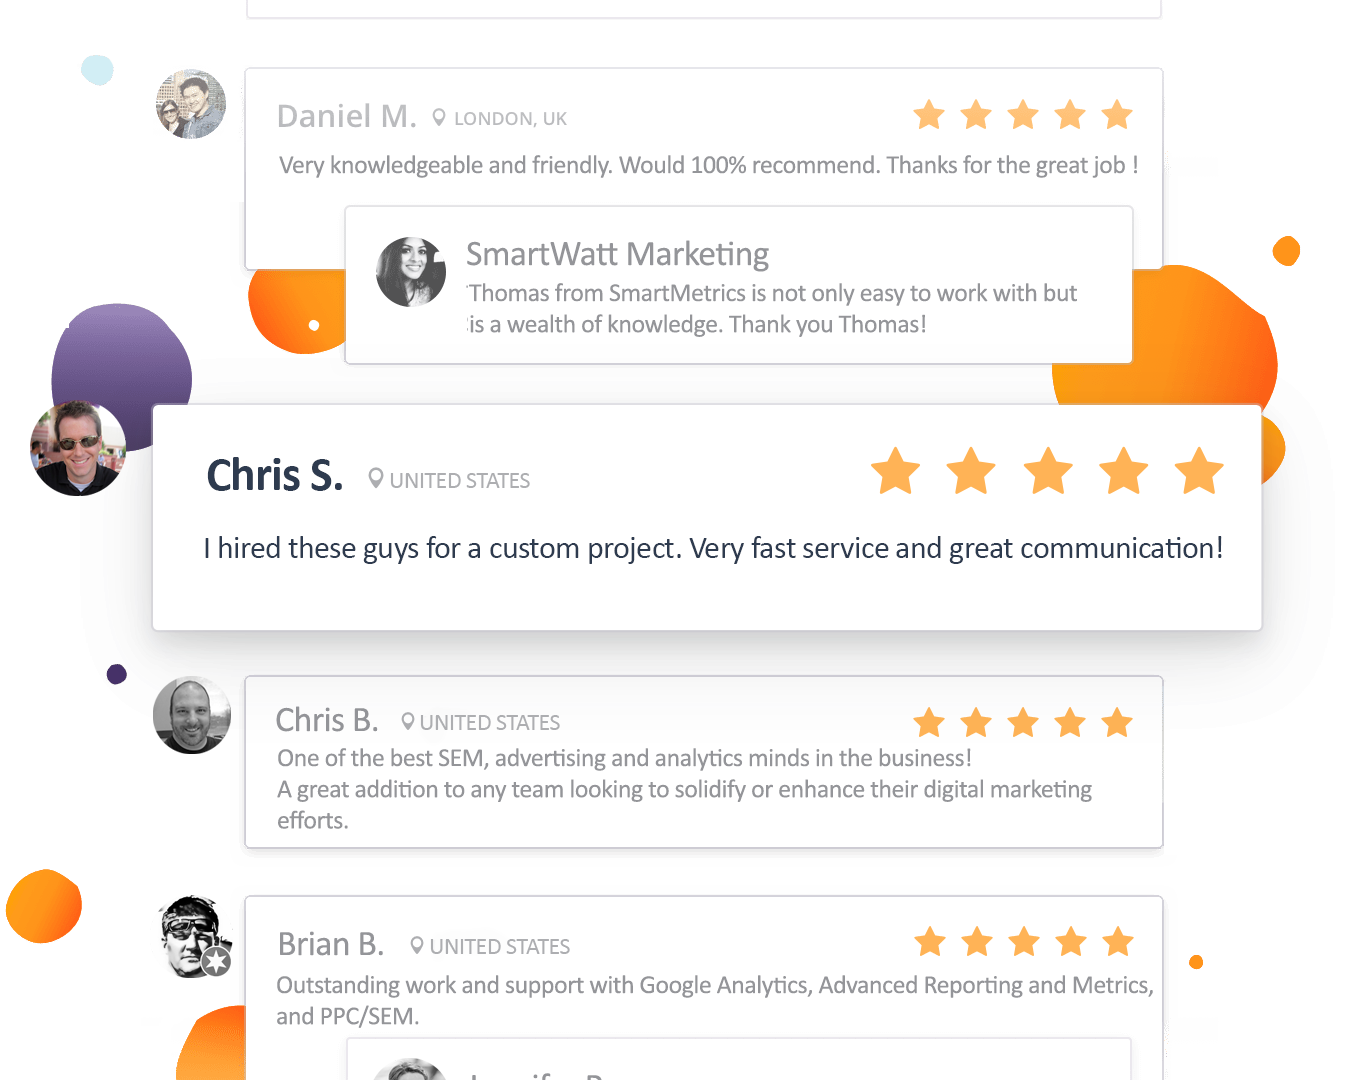 Daniel M. LONDON, UK
Very knowledgeable and friendly. Would 100% recommend. Thanks for the great job !
SmartWatt Marketing
Thomas from SmartMetrics is not only easy to work with but
is a wealth of knowledge. Thank you Thomas!
Chris S. UNITED STATES
I hired these guys for a custom project. Very fast service and great communication!
Chris B. UNITED STATES
One of the best SEM, advertising and analytics minds in the business!
A great addition to any team looking to solidify or enhance their digital marketing
efforts.
Brian B. UNITED STATES
Outstanding work and support with Google Analytics, Advanced Reporting and Metrics,
and PPC/SEM.